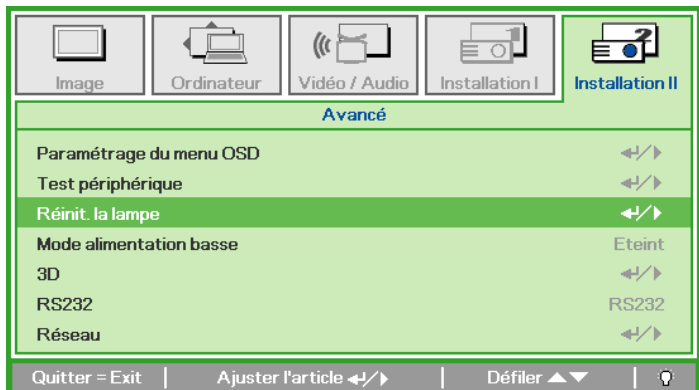 Image
Ordinateur
Vidéo / Audio
Installation I
Installation II
Avancé
Paramétrage du menu OSD
Test périphérique
Réinit. la lampe
Mode alimentation basse Eteint
3D
RS232 RS232
Réseau
Quitter = Exit Ajuster l'article Défiler